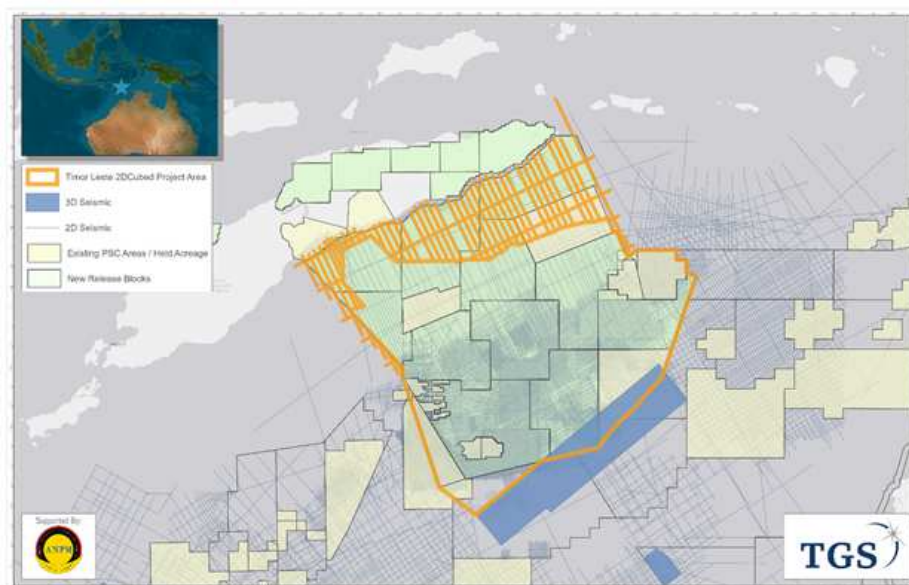 Timor Leste 2DCubed Project Area
3D Seismic
2D Seismic
Existing PSC Areas / Held Acreage
New Release Blocks
Supported By:
ANPM
TGS